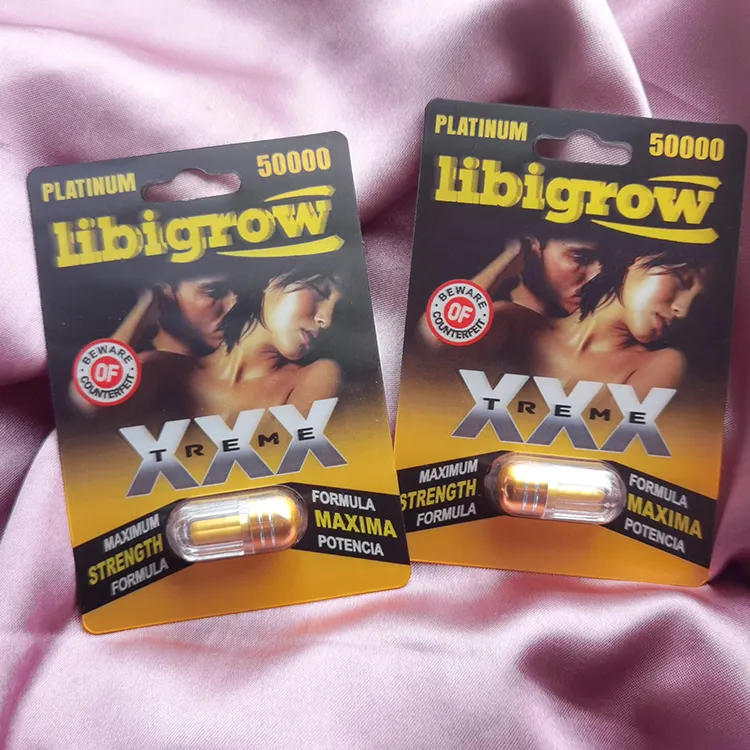 PLATINUM
50000
libigrow
BEWARE
OF
COUNTERFEIT
XXX
TREME
MAXIMUM
STRENGTH
FORMULA
FORMULA
MAXIMA
POTENCIA
PLATINUM
50000
libigrow
BEWARE
OF
COUNTERFEIT
XXX
TREME
MAXIMUM
STRENGTH
FORMULA
FORMULA
MAXIMA
POTENCIA